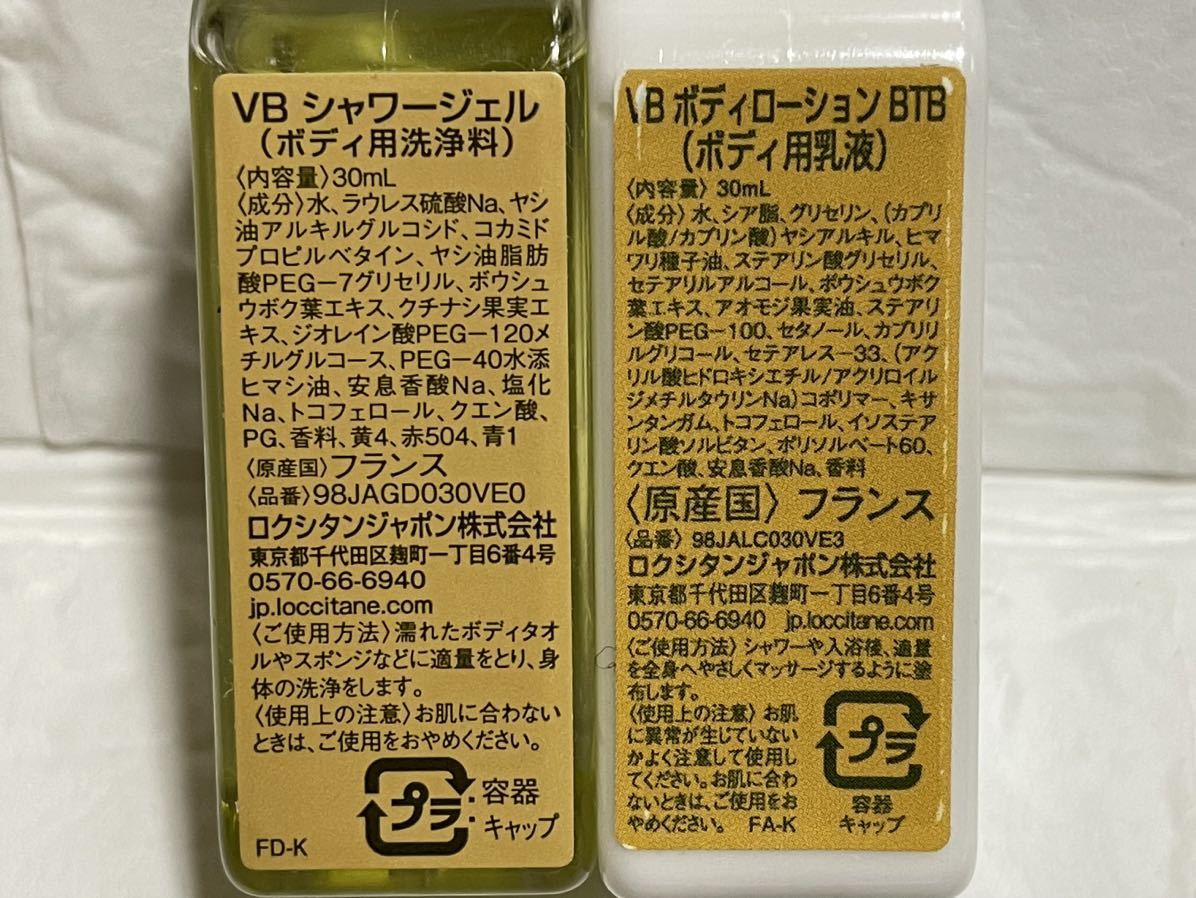 VB シャワージェル
(ボディ用洗浄料)
〈内容量〉30mL
〈成分〉水、ラウレス硫酸Na、ヤシ
油アルキルグルコシド、コカミド
プロピルベタイン、ヤシ油脂肪
酸PEG-7グリセリル、ボウシュ
ウボク葉エキス、クチナシ果実エ
キス、ジオレイン酸PEG-120メ
チルグルコース、PEG-40水添
ヒマシ油、安息香酸Na、塩化
Na、トコフェロール、クエン酸、
PG、香料、黄4、赤504、青1
〈原産国〉フランス
〈品番〉98JAGD030VE0
ロクシタンジャポン株式会社
東京都千代田区麹町一丁目6番4号
0570-66-6940
jp.loccitane.com
〈ご使用方法〉濡れたボディタオ
ルやスポンジなどに適量をとり、身
体の洗浄をします。
〈使用上の注意〉お肌に合わない
ときは、ご使用をおやめください。
プラ:容器
キャップ
FD-K
VB ボディローション BTB
(ボディ用乳液)
〈内容量〉30mL
〈成分〉水、シア脂、グリセリン、(カプリ
ル酸/カプリン酸)ヤシアルキル、ヒマ
ワリ種子油、ステアリン酸グリセリル、
セテアリルアルコール、ボウシュウボク
葉エキス、アオモジ果実油、ステアリ
ン酸PEG-100、セタノール、カプリリ
ルグリコール、セテアレス-33、(アク
リル酸ヒドロキシエチル/アクリロイル
ジメチルタウリンNa)コポリマー、キサ
ンタンガム、トコフェロール、イソステア
リン酸ソルビタン、ポリソルベート60、
クエン酸、安息香酸Na、香料
〈原産国〉フランス
〈品番〉98JALC030VE3
ロクシタンジャポン株式会社
東京都千代田区麹町一丁目6番4号
0570-66-6940 jp.loccitane.com
〈ご使用方法〉シャワーや入浴後、適量
を全身へやさしくマッサージするように塗
布します。
〈使用上の注意〉お肌
に異常が生じていない
かよく注意して使用し
てください。お肌に合わ
ないときは、ご使用をお
やめください。 FA-K
プラ
容器
キャップ